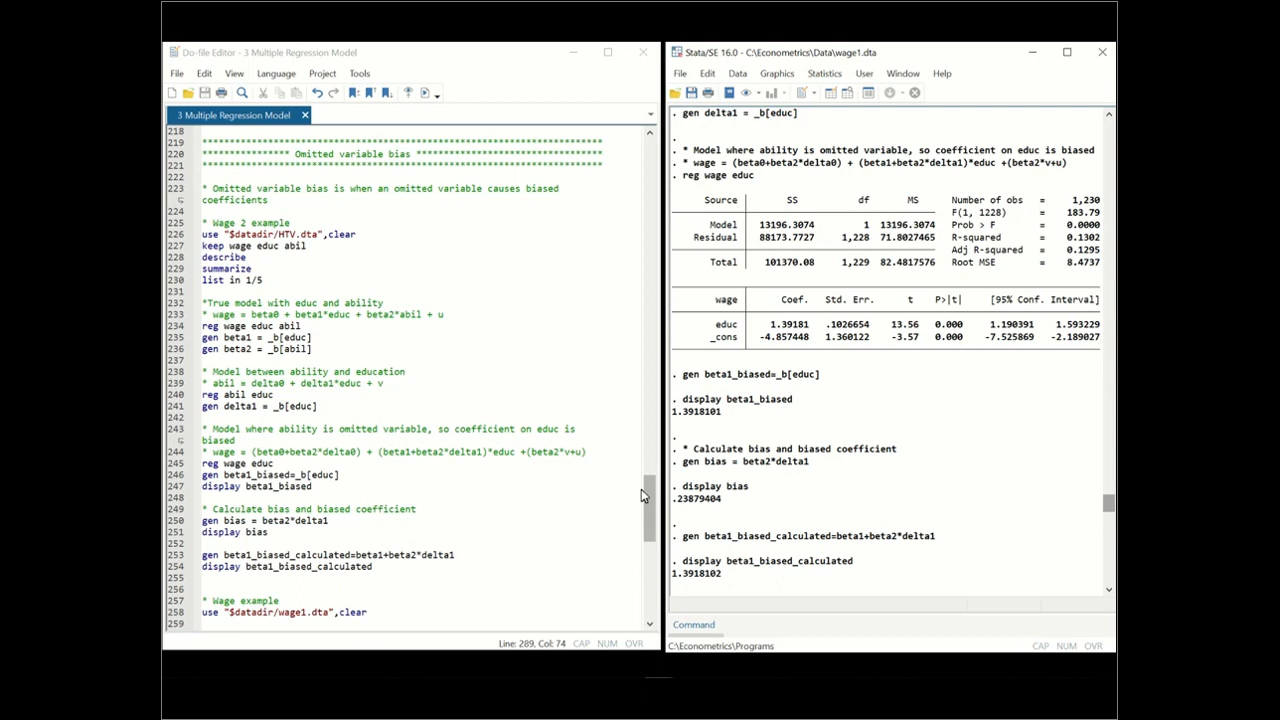 Do-file Editor - 3 Multiple Regression Model
File Edit View Language Project Tools
3 Multiple Regression Model ×
218
219 ******************************************************************************
220 **************** Omitted variable bias ************************************
221 ******************************************************************************
222
223 * Omitted variable bias is when an omitted variable causes biased
coefficients
224
225 * Wage 2 example
226 use "$datadir/HTV.dta",clear
227 keep wage educ abil
228 describe
229 summarize
230 list in 1/5
231
232 *True model with educ and ability
233 * wage = beta0 + beta1*educ + beta2*abil + u
234 reg wage educ abil
235 gen beta1 = _b[educ]
236 gen beta2 = _b[abil]
237
238 * Model between ability and education
239 * abil = delta0 + delta1*educ + v
240 reg abil educ
241 gen delta1 = _b[educ]
242
243 * Model where ability is omitted variable, so coefficient on educ is
biased
244 * wage = (beta0+beta2*delta0) + (beta1+beta2*delta1)*educ +(beta2*v+u)
245 reg wage educ
246 gen beta1_biased=_b[educ]
247 display beta1_biased
248
249 * Calculate bias and biased coefficient
250 gen bias = beta2*delta1
251 display bias
252
253 gen beta1_biased_calculated=beta1+beta2*delta1
254 display beta1_biased_calculated
255
256
257 * Wage example
258 use "$datadir/wage1.dta",clear
259
Line: 289, Col: 74 CAP NUM OVR
Stata/SE 16.0 - C:\Econometrics\Data\wage1.dta
File Edit Data Graphics Statistics User Window Help
. gen delta1 = _b[educ]
.
. * Model where ability is omitted variable, so coefficient on educ is biased
. * wage = (beta0+beta2*delta0) + (beta1+beta2*delta1)*educ +(beta2*v+u)
. reg wage educ
Source SS df MS Number of obs = 1,230
F(1, 1228) = 183.79
Model 13196.3074 1 13196.3074 Prob > F = 0.0000
Residual 88173.7727 1,228 71.8027465 R-squared = 0.1302
Adj R-squared = 0.1295
Total 101370.08 1,229 82.4817576 Root MSE = 8.4737
wage Coef. Std. Err. t P>|t| [95% Conf. Interval]
educ 1.39181 .1026654 13.56 0.000 1.190391 1.593229
_cons -4.857448 1.360122 -3.57 0.000 -7.525869 -2.189027
. gen beta1_biased=_b[educ]
. display beta1_biased
1.3918101
.
. * Calculate bias and biased coefficient
. gen bias = beta2*delta1
. display bias
.23879404
.
. gen beta1_biased_calculated=beta1+beta2*delta1
. display beta1_biased_calculated
1.3918102
Command
C:\Econometrics\Programs CAP NUM OVR